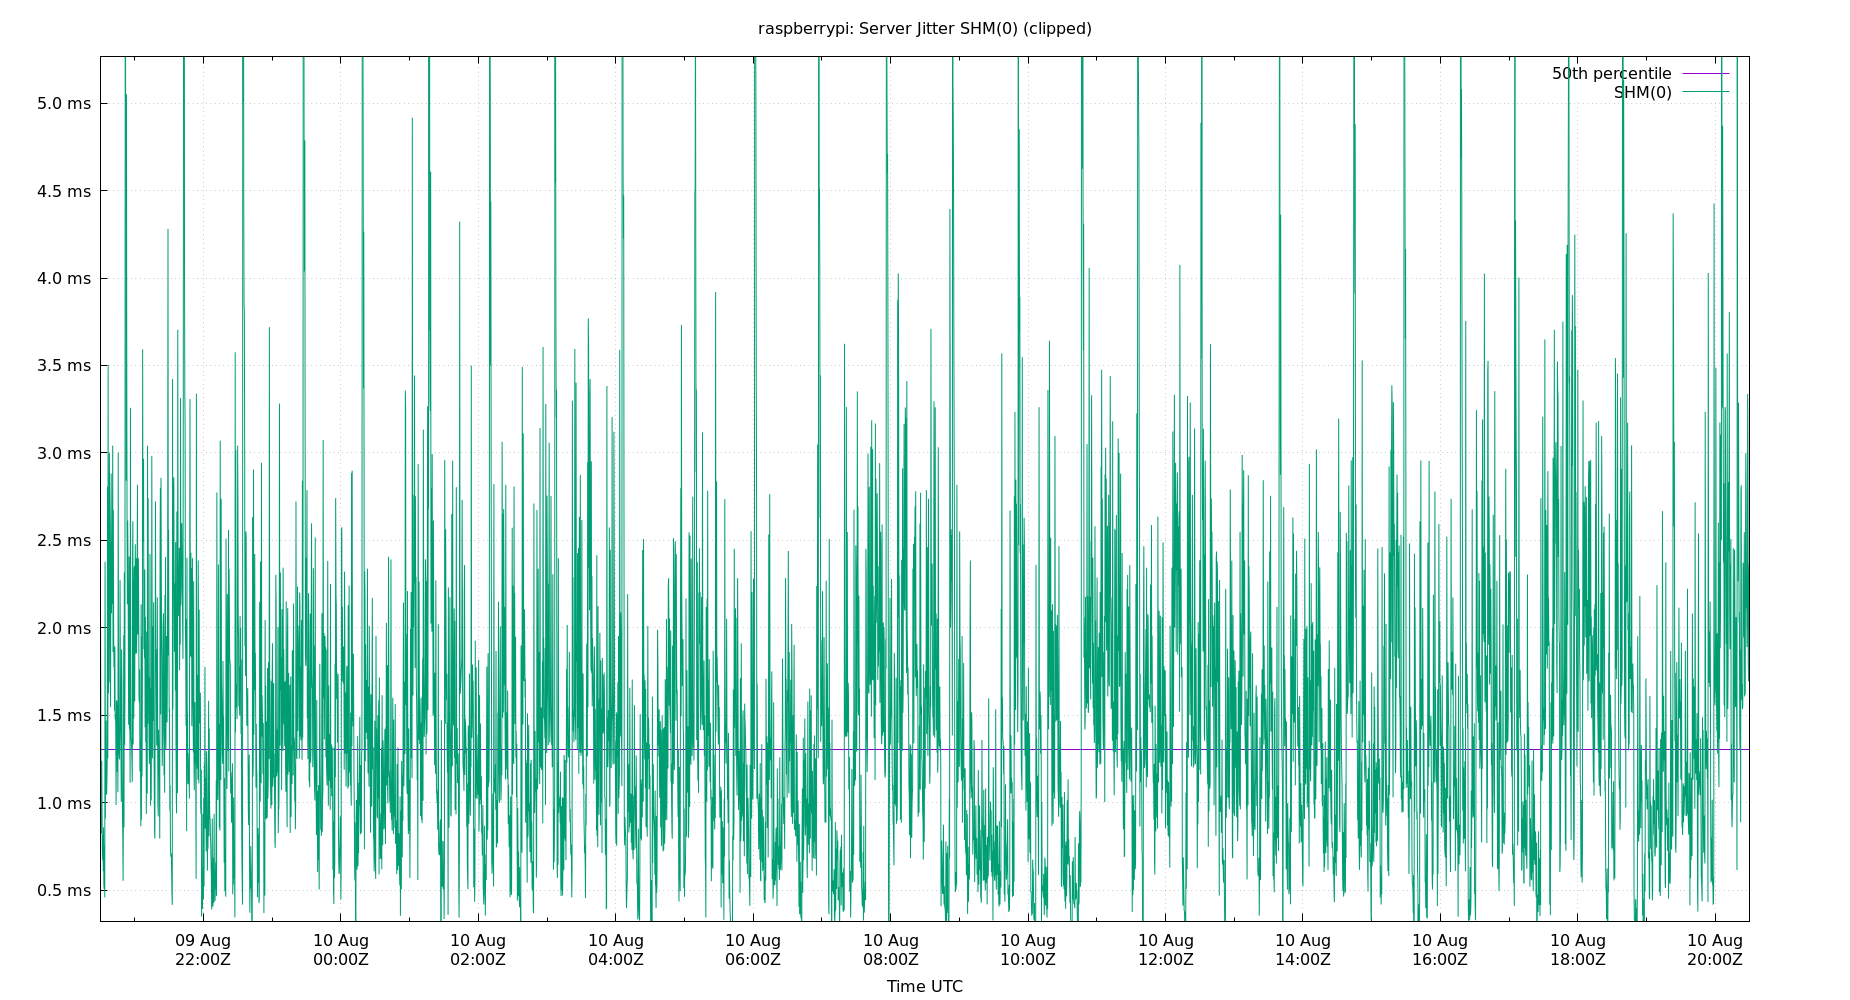 raspberrypi: Server Jitter SHM(0) (clipped)
50th percentile
SHM(0)
5.0 ms
4.5 ms
4.0 ms
3.5 ms
3.0 ms
2.5 ms
2.0 ms
1.5 ms
1.0 ms
0.5 ms
09 Aug 10 Aug 10 Aug 10 Aug 10 Aug 10 Aug 10 Aug 10 Aug 10 Aug 10 Aug 10 Aug 10 Aug
22:00Z 00:00Z 02:00Z 04:00Z 06:00Z 08:00Z 10:00Z 12:00Z 14:00Z 16:00Z 18:00Z 20:00Z
Time UTC